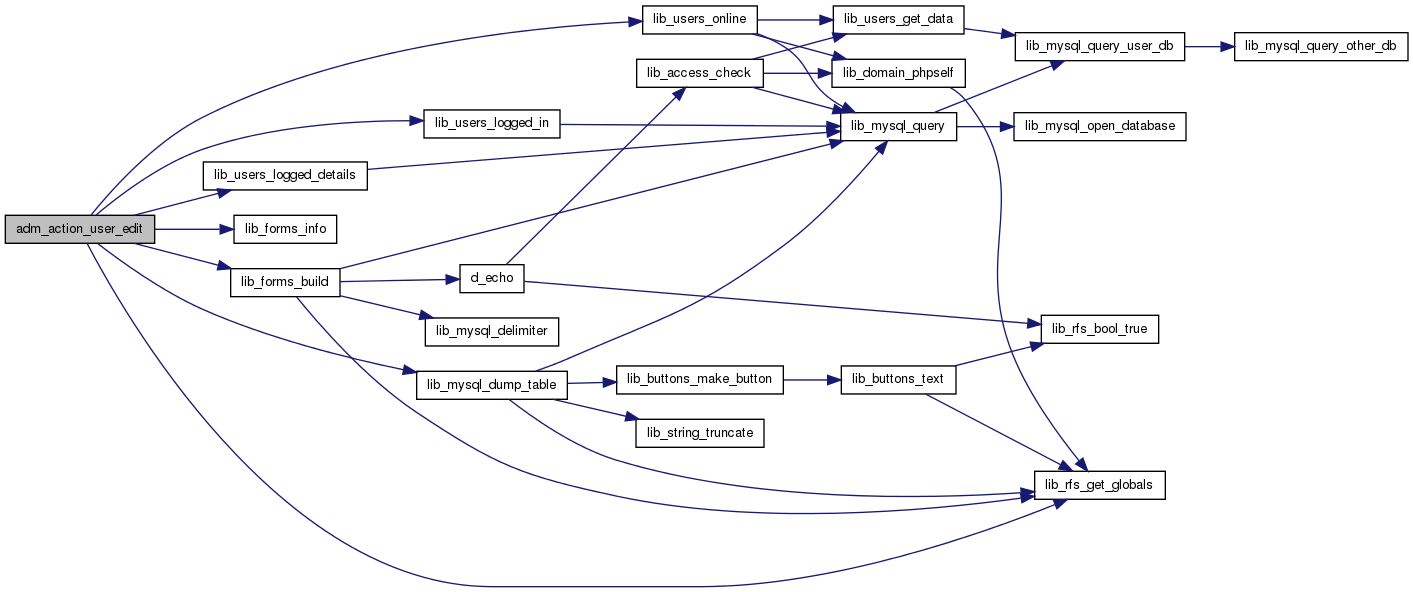 lib_users_online
lib_users_get_data
lib_mysql_query_user_db
lib_mysql_query_other_db
lib_access_check
lib_domain_phpself
lib_users_logged_in
lib_mysql_query
lib_mysql_open_database
lib_users_logged_details
adm_action_user_edit
lib_forms_info
lib_forms_build
d_echo
lib_mysql_delimiter
lib_rfs_bool_true
lib_mysql_dump_table
lib_buttons_make_button
lib_buttons_text
lib_string_truncate
lib_rfs_get_globals